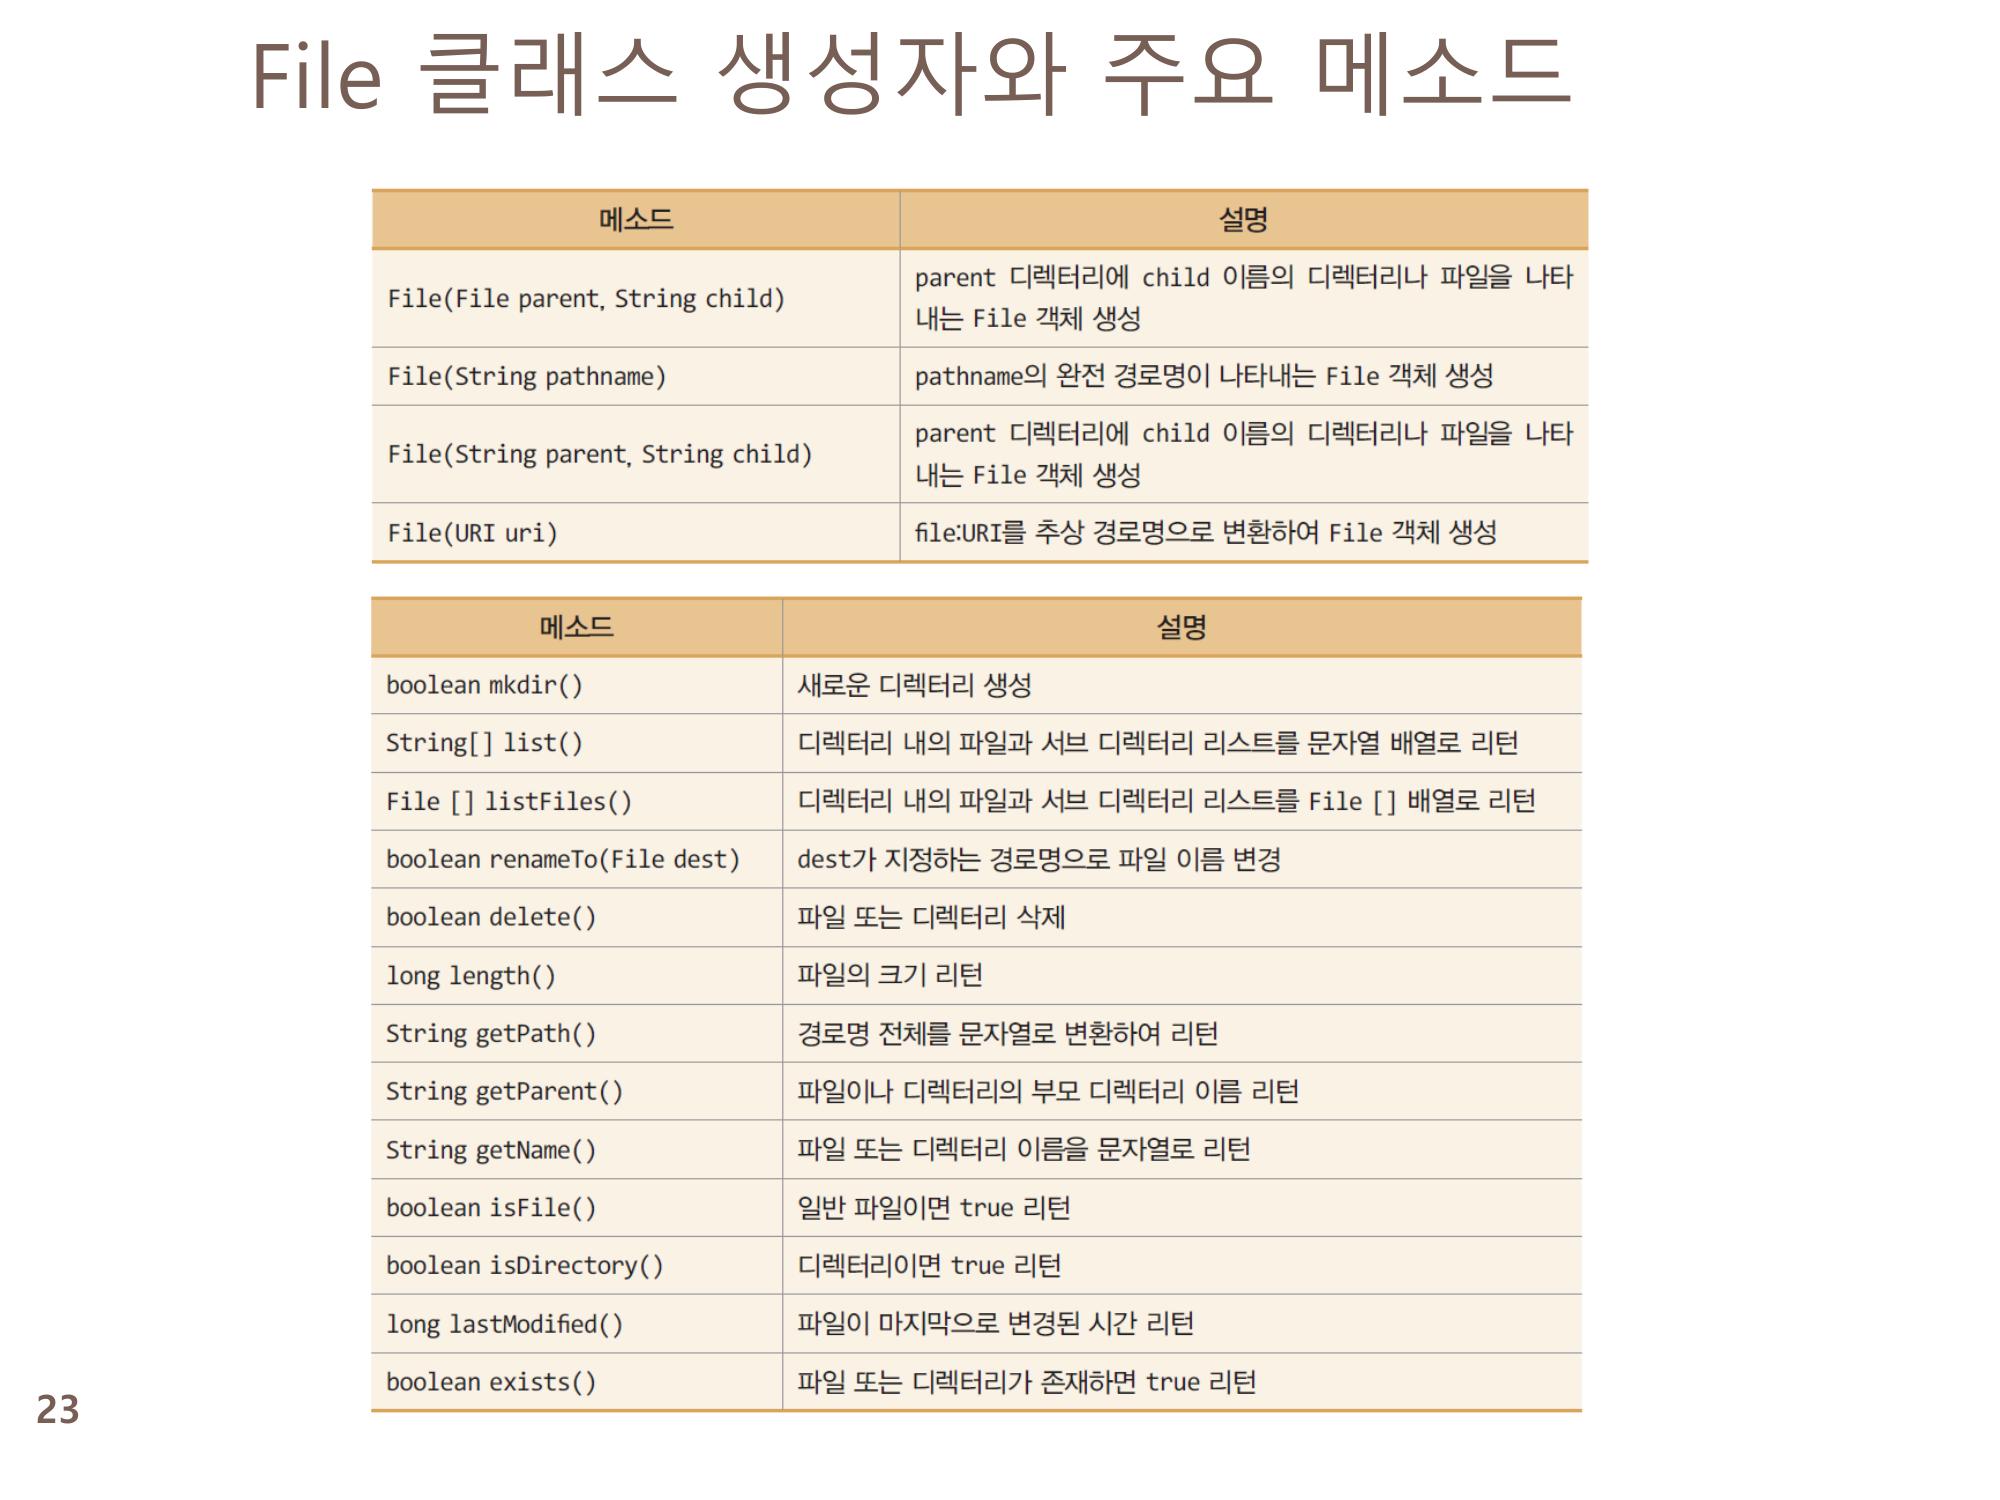 File 클래스 생성자와 주요 메소드
메소드 설명
File(File parent, String child) parent 디렉터리에 child 이름의 디렉터리나 파일을 나타
내는 File 객체 생성
File(String pathname) pathname의 완전 경로명이 나타내는 File 객체 생성
File(String parent, String child) parent 디렉터리에 child 이름의 디렉터리나 파일을 나타
내는 File 객체 생성
File(URI uri) file:URI를 추상 경로명으로 변환하여 File 객체 생성
메소드 설명
boolean mkdir() 새로운 디렉터리 생성
String[] list() 디렉터리 내의 파일과 서브 디렉터리 리스트를 문자열 배열로 리턴
File [] listFiles() 디렉터리 내의 파일과 서브 디렉터리 리스트를 File [] 배열로 리턴
boolean renameTo(File dest) dest가 지정하는 경로명으로 파일 이름 변경
boolean delete() 파일 또는 디렉터리 삭제
long length() 파일의 크기 리턴
String getPath() 경로명 전체를 문자열로 변환하여 리턴
String getParent() 파일이나 디렉터리의 부모 디렉터리 이름 리턴
String getName() 파일 또는 디렉터리 이름을 문자열로 리턴
boolean isFile() 일반 파일이면 true 리턴
boolean isDirectory() 디렉터리이면 true 리턴
long lastModified() 파일이 마지막으로 변경된 시간 리턴
boolean exists() 파일 또는 디렉터리가 존재하면 true 리턴
23